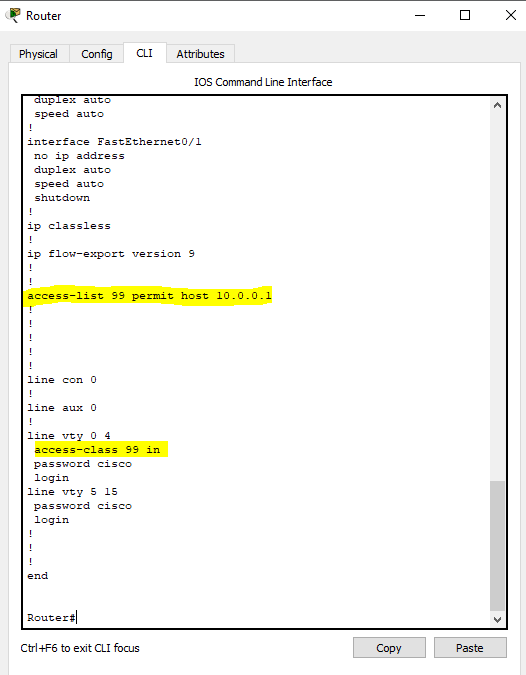 Router
Physical Config CLI Attributes
IOS Command Line Interface
duplex auto
speed auto
!
interface FastEthernet0/1
no ip address
duplex auto
speed auto
shutdown
!
ip classless
!
ip flow-export version 9
!
!
access-list 99 permit host 10.0.0.1
!
!
!
!
!
line con 0
!
line aux 0
!
line vty 0 4
access-class 99 in
password cisco
login
line vty 5 15
password cisco
login
!
!
!
end
Router#
Ctrl+F6 to exit CLI focus
Copy Paste